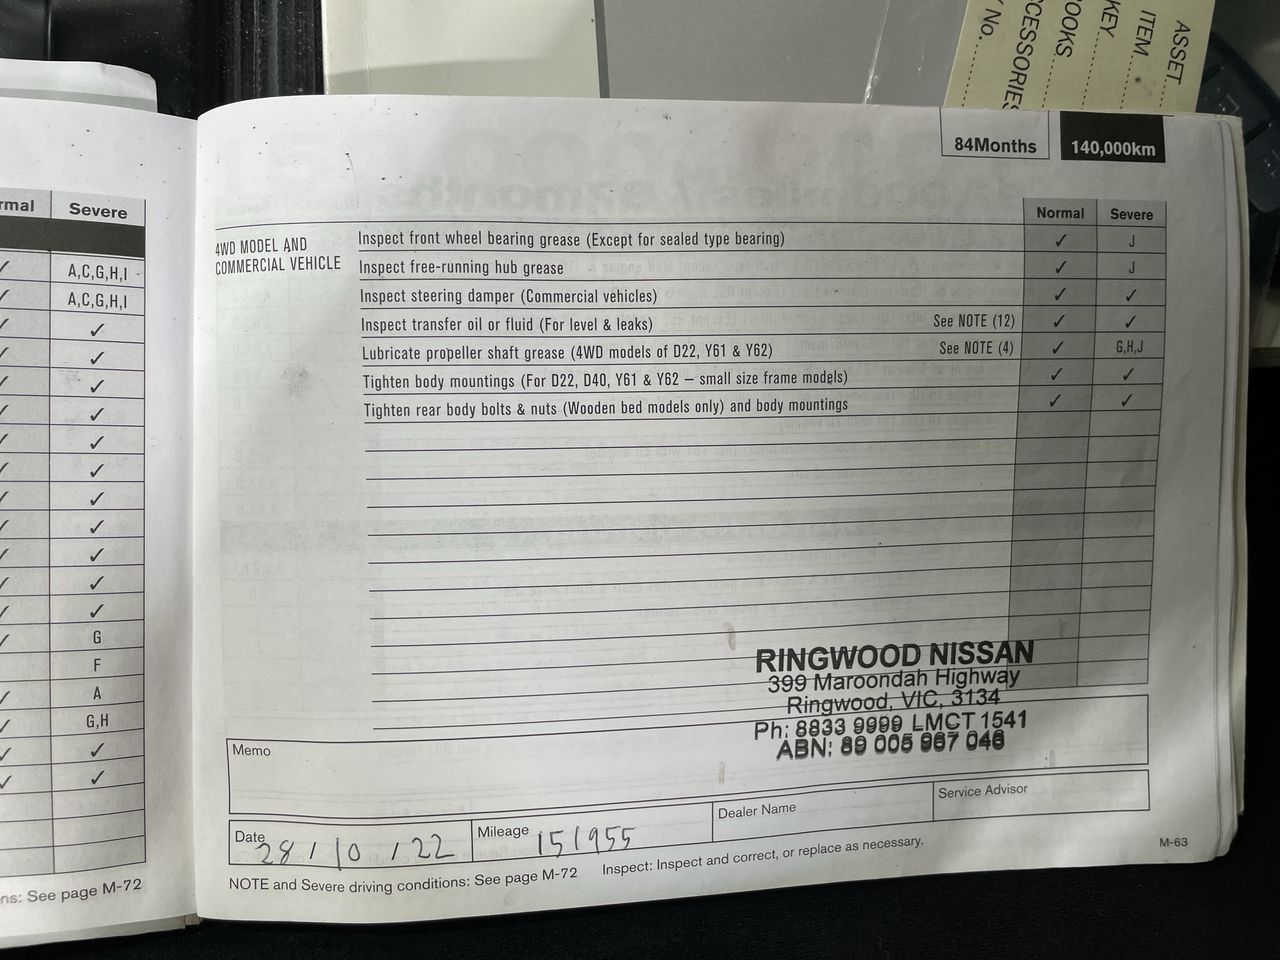 ASSET
ITEM
KEY
OOKS
CCESSORIES
No.
84Months
140,000km
rmal
Severe
A,C,G,H,I
A,C,G,H,I
✓
✓
✓
✓
✓
✓
✓
✓
✓
✓
✓
G
F
A
G,H
✓
✓
ns: See page M-72
Normal Severe
4WD MODEL AND
COMMERCIAL VEHICLE
Inspect front wheel bearing grease (Except for sealed type bearing) ✓ J
Inspect free-running hub grease ✓ J
Inspect steering damper (Commercial vehicles) ✓ ✓
Inspect transfer oil or fluid (For level & leaks) See NOTE (12) ✓ ✓
Lubricate propeller shaft grease (4WD models of D22, Y61 & Y62) See NOTE (4) ✓ G,H,J
Tighten body mountings (For D22, D40, Y61 & Y62 – small size frame models) ✓ ✓
Tighten rear body bolts & nuts (Wooden bed models only) and body mountings ✓ ✓
RINGWOOD NISSAN
399 Maroondah Highway
Ringwood, VIC, 3134
Ph: 8833 9999 LMCT 1541
ABN: 89 005 967 046
Memo
Date 28 / 10 / 22
Mileage 151955
Dealer Name
Service Advisor
NOTE and Severe driving conditions: See page M-72 Inspect: Inspect and correct, or replace as necessary.
M-63